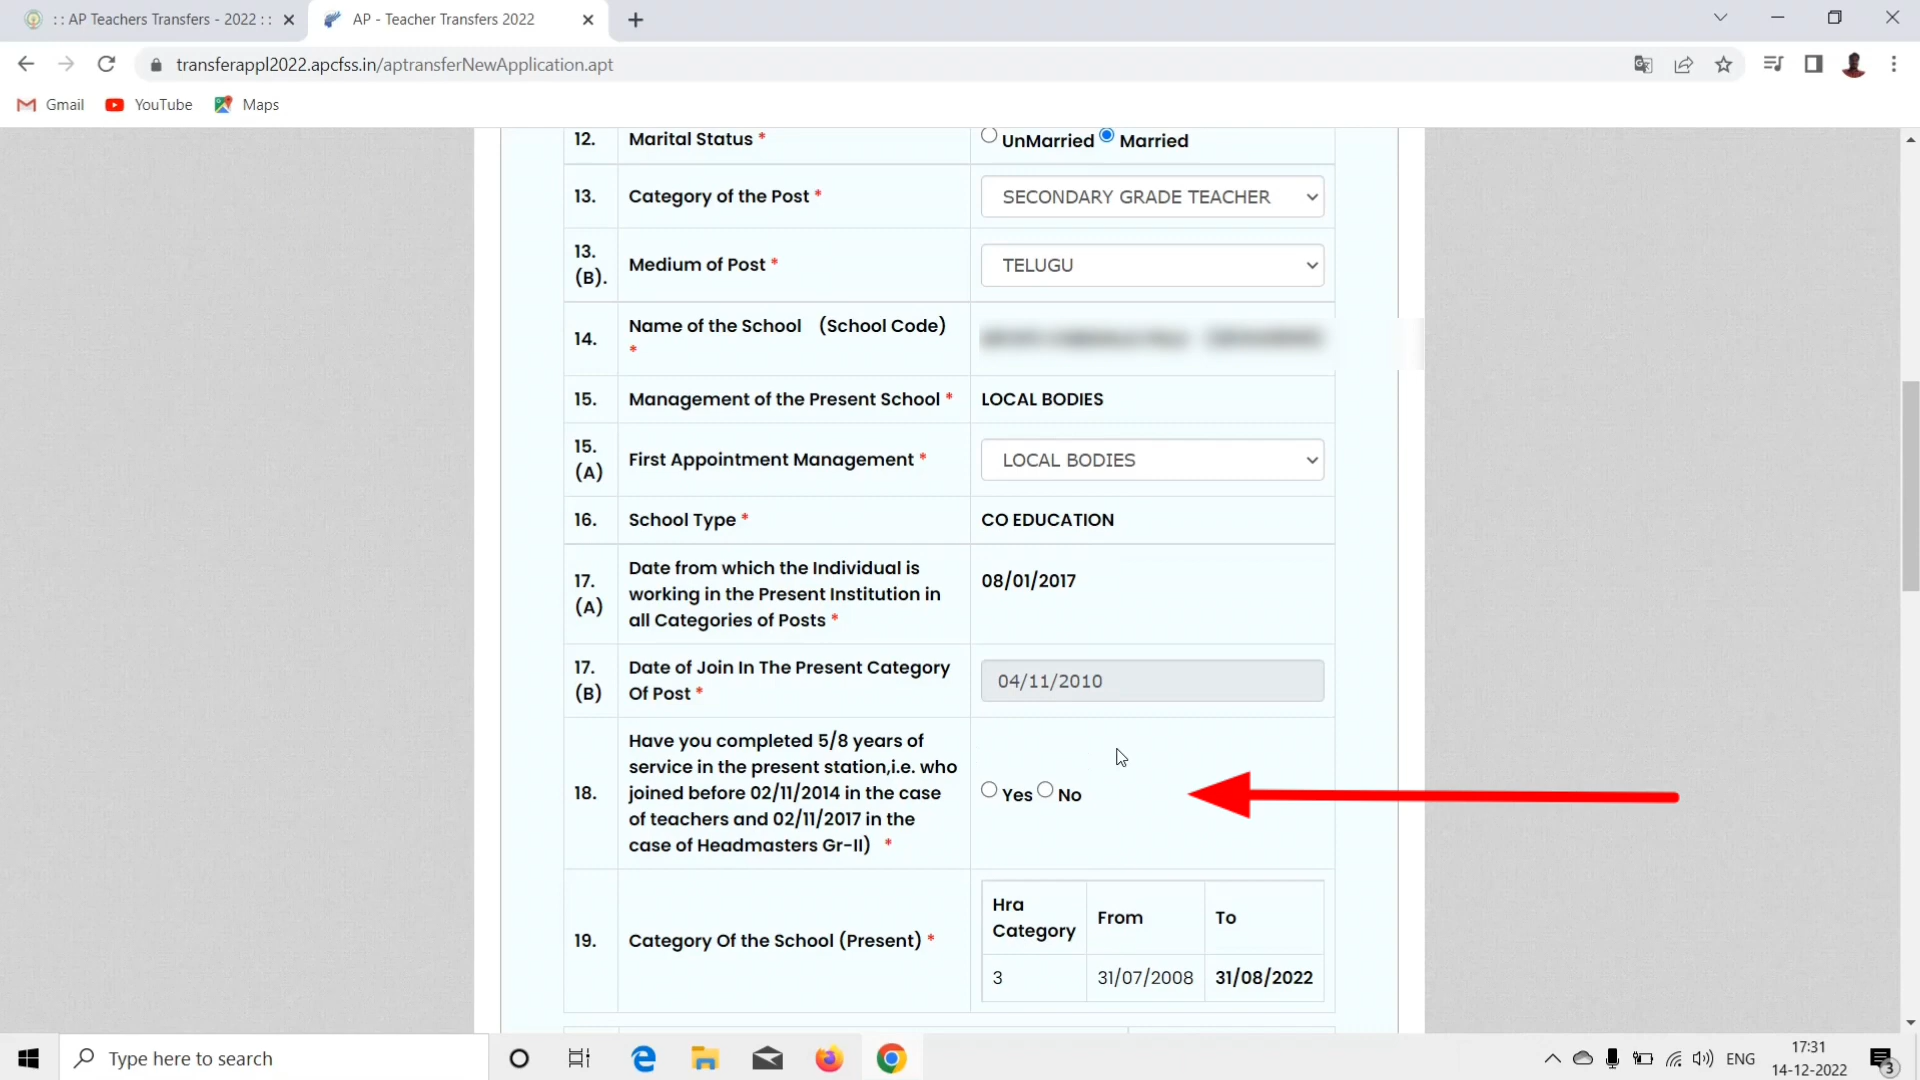 : : AP Teachers Transfers - 2022 : :
AP - Teacher Transfers 2022
transferappl2022.apcfss.in/aptransferNewApplication.apt
Gmail YouTube Maps
12. Marital Status * UnMarried Married
13. Category of the Post * SECONDARY GRADE TEACHER
13. (B). Medium of Post * TELUGU
14. Name of the School (School Code) *
15. Management of the Present School * LOCAL BODIES
15. (A) First Appointment Management * LOCAL BODIES
16. School Type * CO EDUCATION
17. (A) Date from which the Individual is
working in the Present Institution in
all Categories of Posts *
08/01/2017
17. (B) Date of Join In The Present Category
Of Post *
04/11/2010
18. Have you completed 5/8 years of
service in the present station,i.e. who
joined before 02/11/2014 in the case
of teachers and 02/11/2017 in the
case of Headmasters Gr-II) *
Yes No
19. Category Of the School (Present) *
Hra Category From To
3 31/07/2008 31/08/2022
Type here to search
ENG
17:31
14-12-2022
3